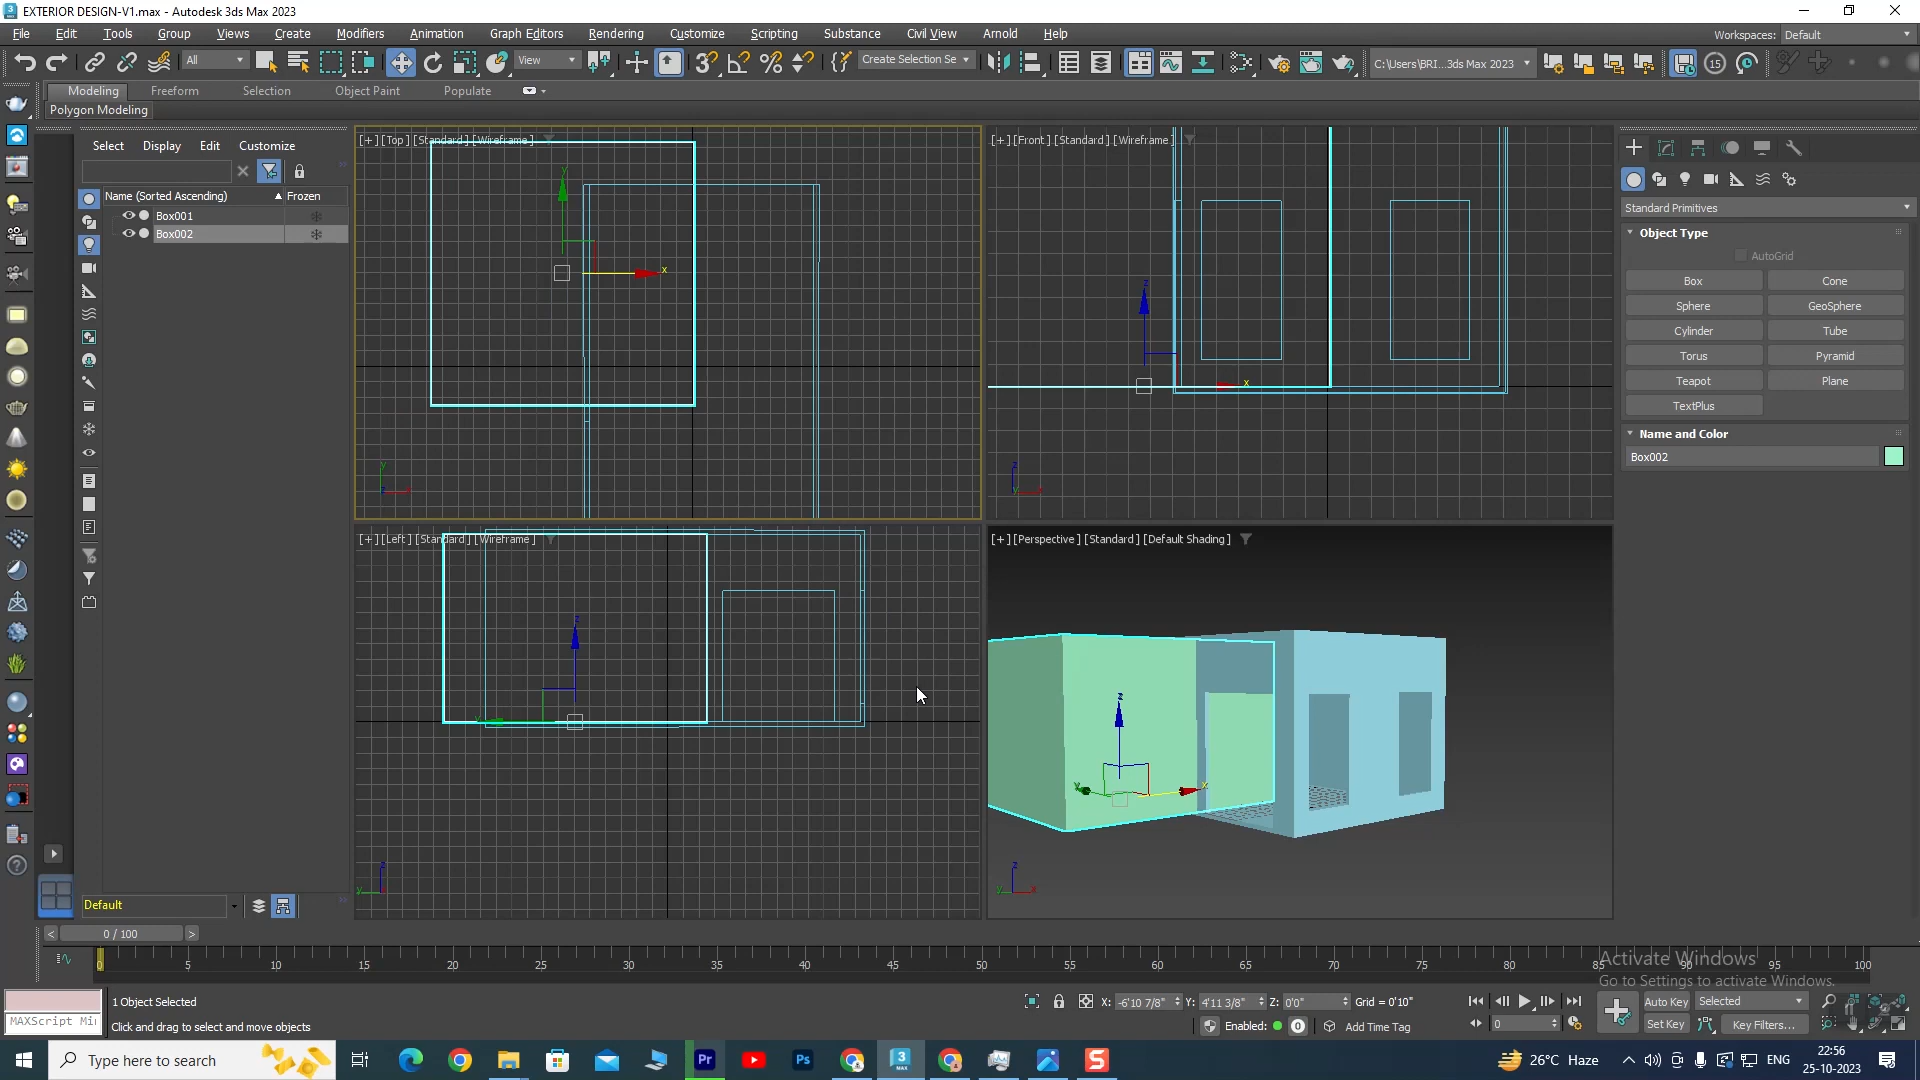 EXTERIOR DESIGN-V1.max - Autodesk 3ds Max 2023
File Edit Tools Group Views Create Modifiers Animation Graph Editors Rendering Customize Scripting Substance Civil View Arnold Help
Workspaces: Default
All View Create Selection Se C:\Users\BRI...3ds Max 2023 15
Modeling Freeform Selection Object Paint Populate
Polygon Modeling
Select Display Edit Customize
Name (Sorted Ascending) Frozen
Box001
Box002
Default
[+] [Top] [Standard] [Wireframe]
[+] [Front] [Standard] [Wireframe]
[+] [Left] [Standard] [Wireframe]
[+] [Perspective] [Standard] [Default Shading]
Standard Primitives
Object Type
AutoGrid
Box Cone
Sphere GeoSphere
Cylinder Tube
Torus Pyramid
Teapot Plane
TextPlus
Name and Color
Box002
0 / 100
0 5 10 15 20 25 30 35 40 45 50 55 60 65 70 75 80 85 90 95 100
Activate Windows
Go to Settings to activate Windows.
1 Object Selected
X: -6'10 7/8" Y: 4'11 3/8" Z: 0'0" Grid = 0'10"
Auto Key Selected
MAXScript Mi
Click and drag to select and move objects
Enabled: 0 Add Time Tag
0
Set Key Key Filters...
Type here to search
26°C Haze
ENG
22:56
25-10-2023